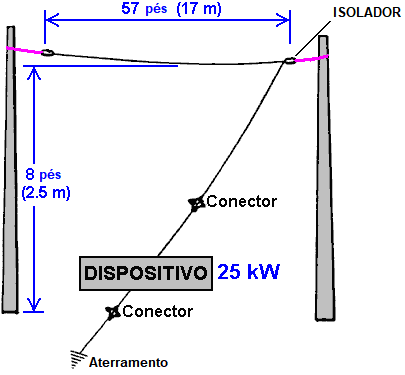 57 pés (17 m)
ISOLADOR
8 pés
(2.5 m)
Conector
DISPOSITIVO 25 kW
Conector
Aterramento